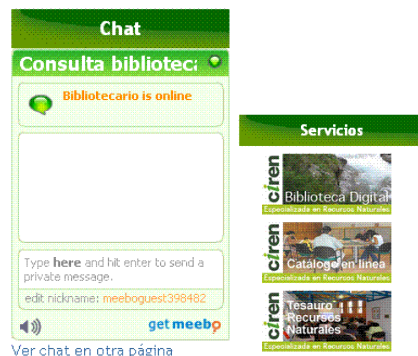 Chat
Consulta bibliotec
Bibliotecario is online
Type here and hit enter to send a
private message.
edit nickname: meeboguest398482
get meebo
Ver chat en otra página
Servicios
ciren
Biblioteca Digital
Especializada en Recursos Naturales
ciren
Catálogo en línea
Especializada en Recursos Naturales
ciren
Tesauro
Recursos
Naturales
Especializada en Recursos Naturales